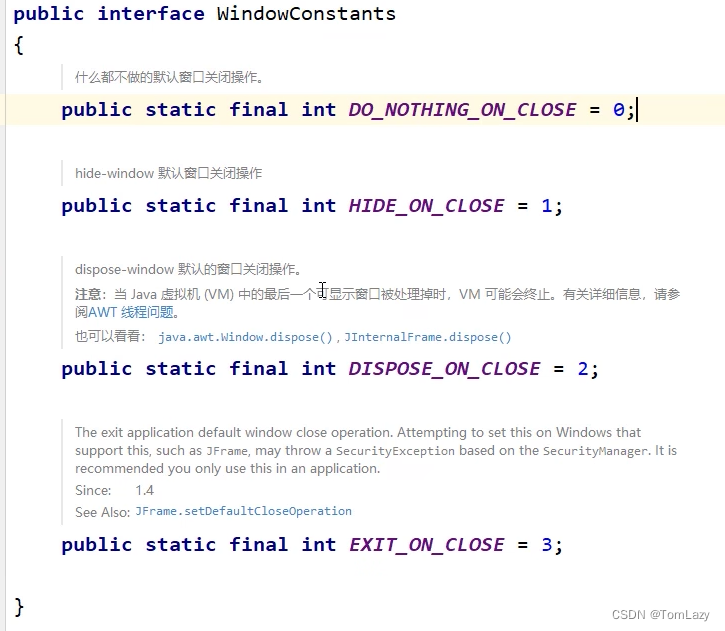 public interface WindowConstants
{
什么都不做的默认窗口关闭操作。
public static final int DO_NOTHING_ON_CLOSE = 0;
hide-window 默认窗口关闭操作
public static final int HIDE_ON_CLOSE = 1;
dispose-window 默认的窗口关闭操作。
注意：当 Java 虚拟机 (VM) 中的最后一个可显示窗口被处理掉时，VM 可能会终止。有关详细信息，请参
阅AWT 线程问题。
也可以看看： java.awt.Window.dispose() , JInternalFrame.dispose()
public static final int DISPOSE_ON_CLOSE = 2;
The exit application default window close operation. Attempting to set this on Windows that
support this, such as JFrame, may throw a SecurityException based on the SecurityManager. It is
recommended you only use this in an application.
Since: 1.4
See Also: JFrame.setDefaultCloseOperation
public static final int EXIT_ON_CLOSE = 3;
}
CSDN @TomLazy